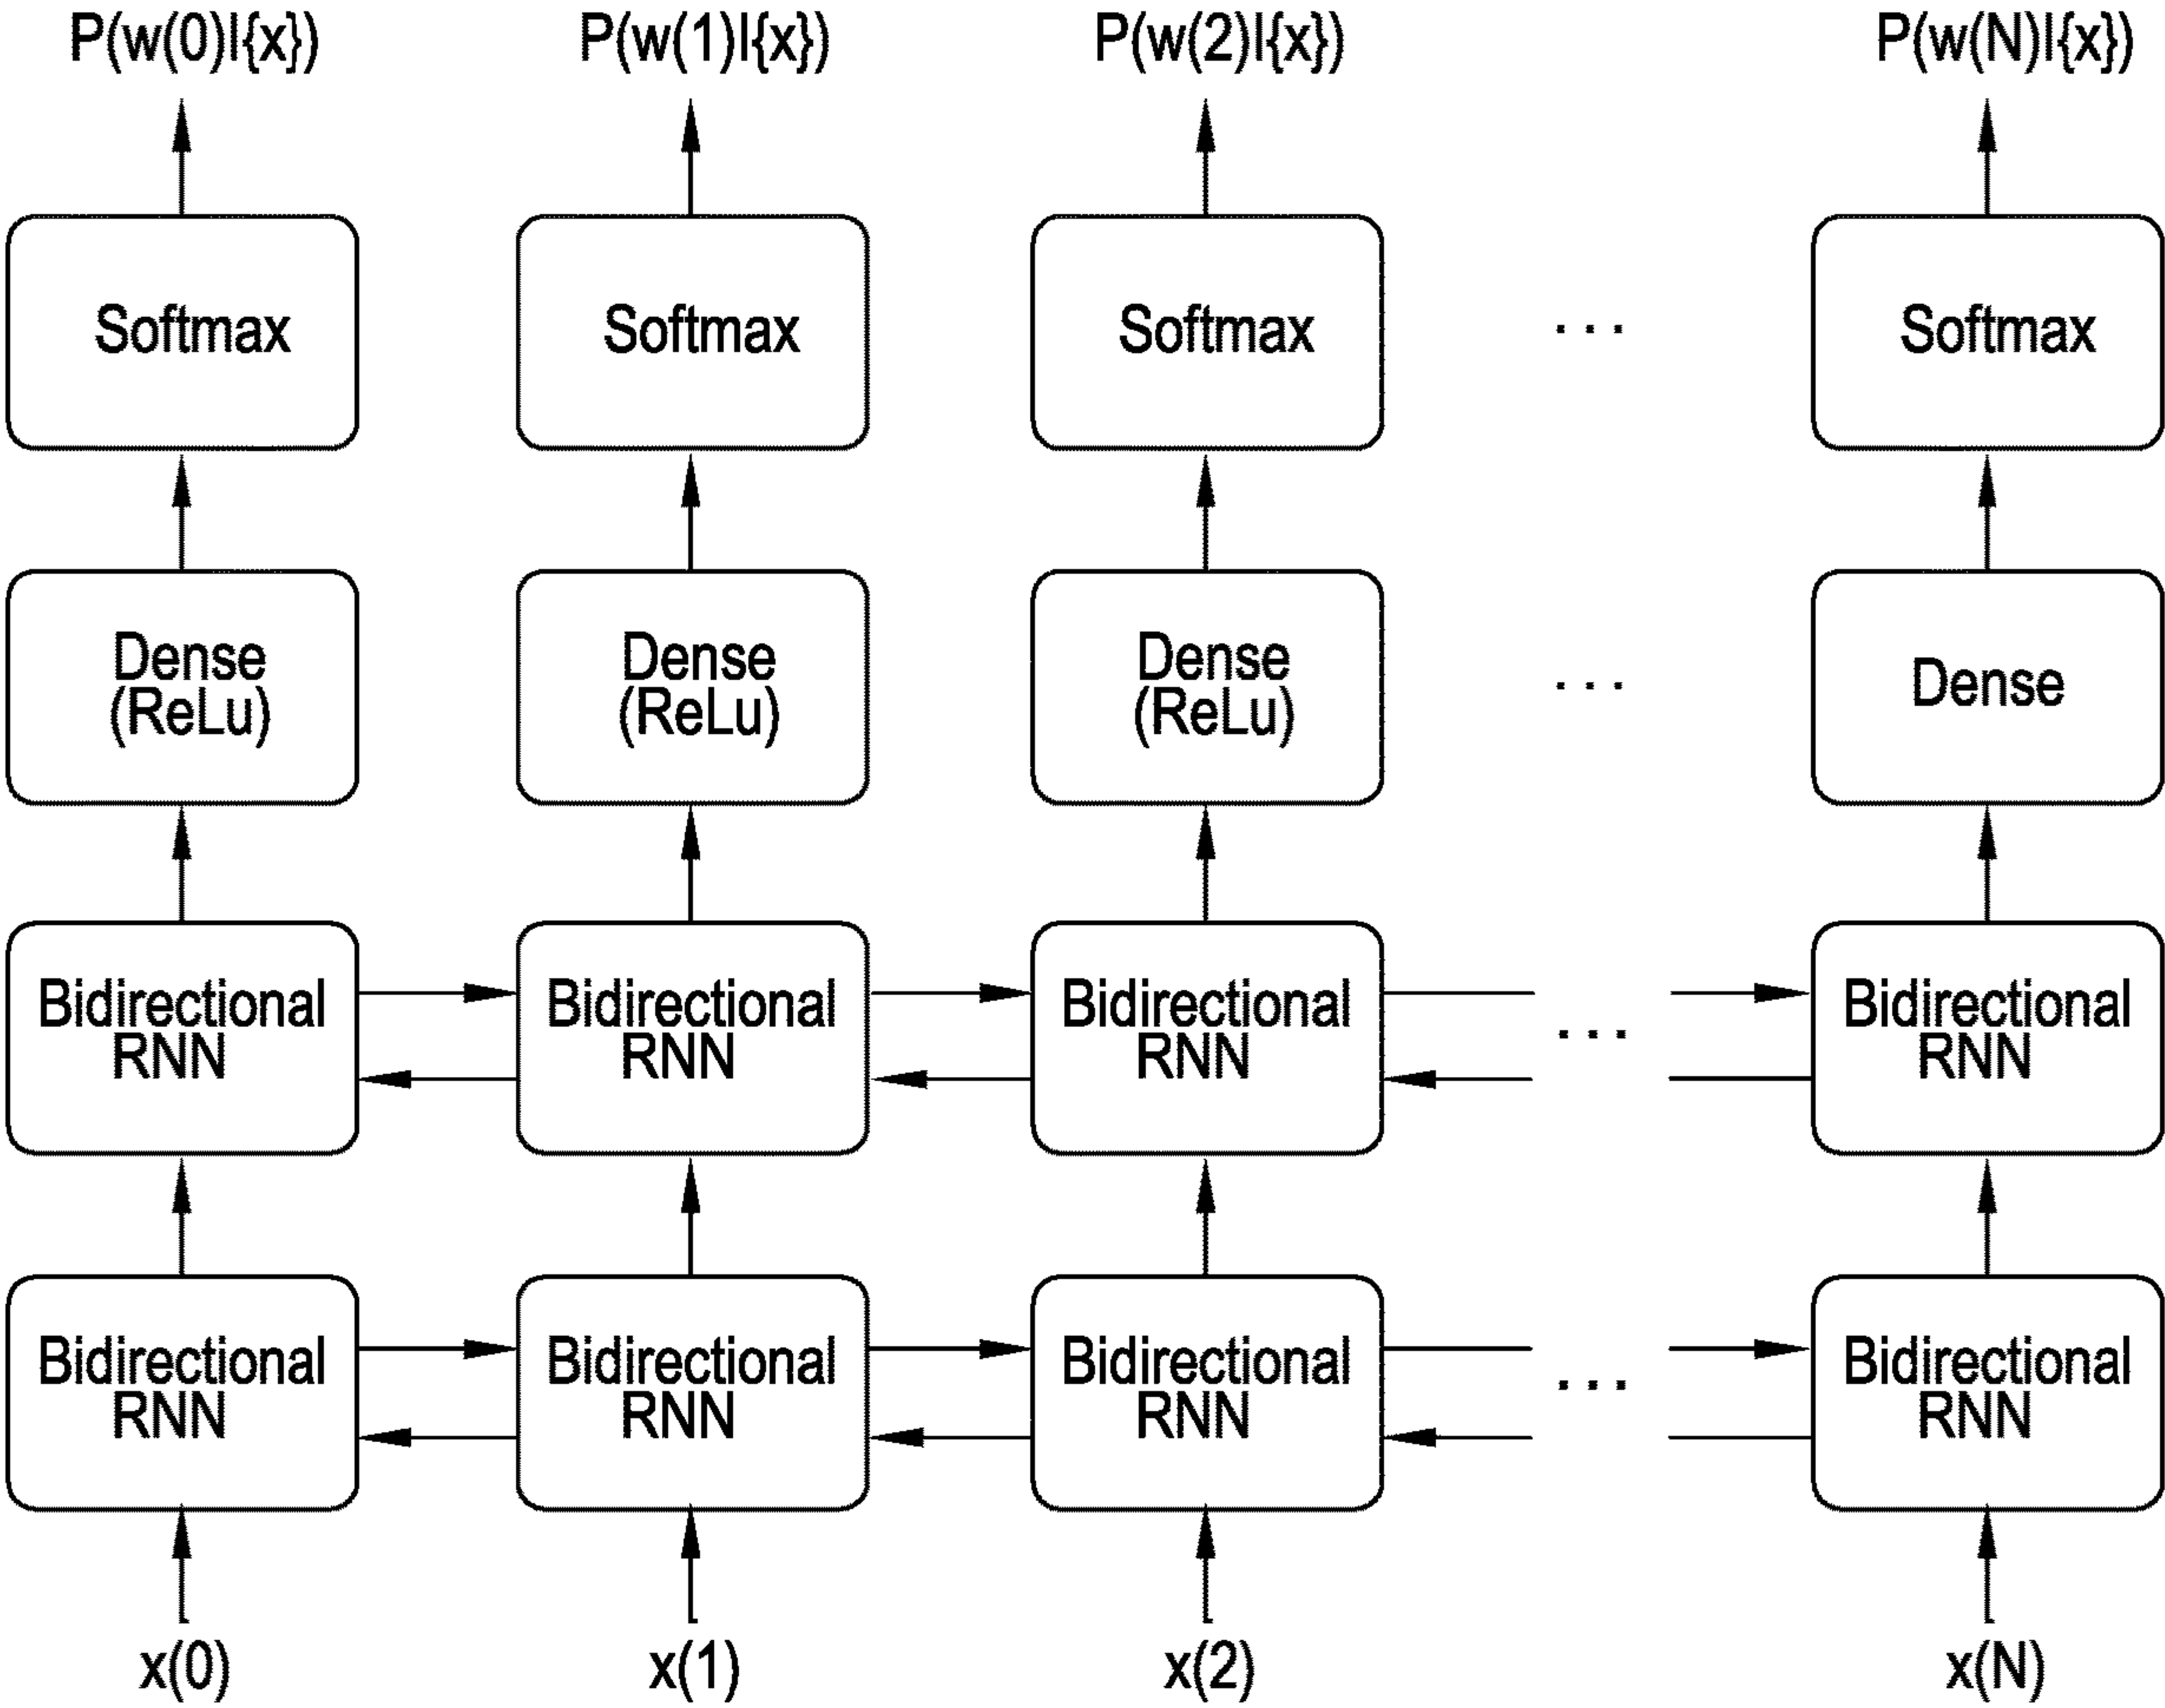 P(w(0)|{x}) P(w(1)|{x}) P(w(2)|{x}) P(w(N)|{x})
Softmax Softmax Softmax ... Softmax
Dense Dense Dense
(ReLu) (ReLu) (ReLu) ... Dense
Bidirectional Bidirectional Bidirectional ... Bidirectional
RNN RNN RNN RNN
Bidirectional Bidirectional Bidirectional ... Bidirectional
RNN RNN RNN RNN
x(0) x(1) x(2) x(N)